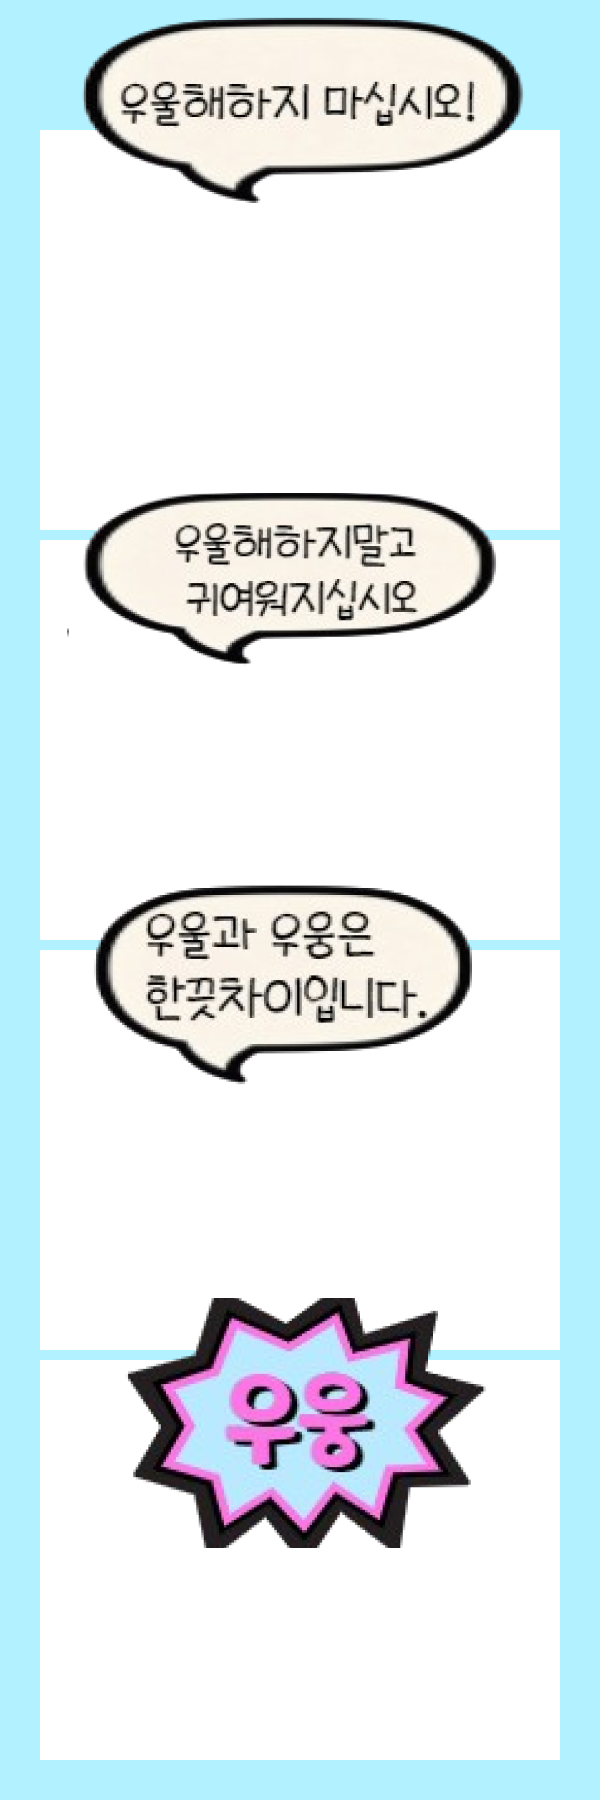 우울해하지 마십시오!
우울해하지말고
귀여워지십시오
우울과 우웅은
한끗차이입니다.
우웅